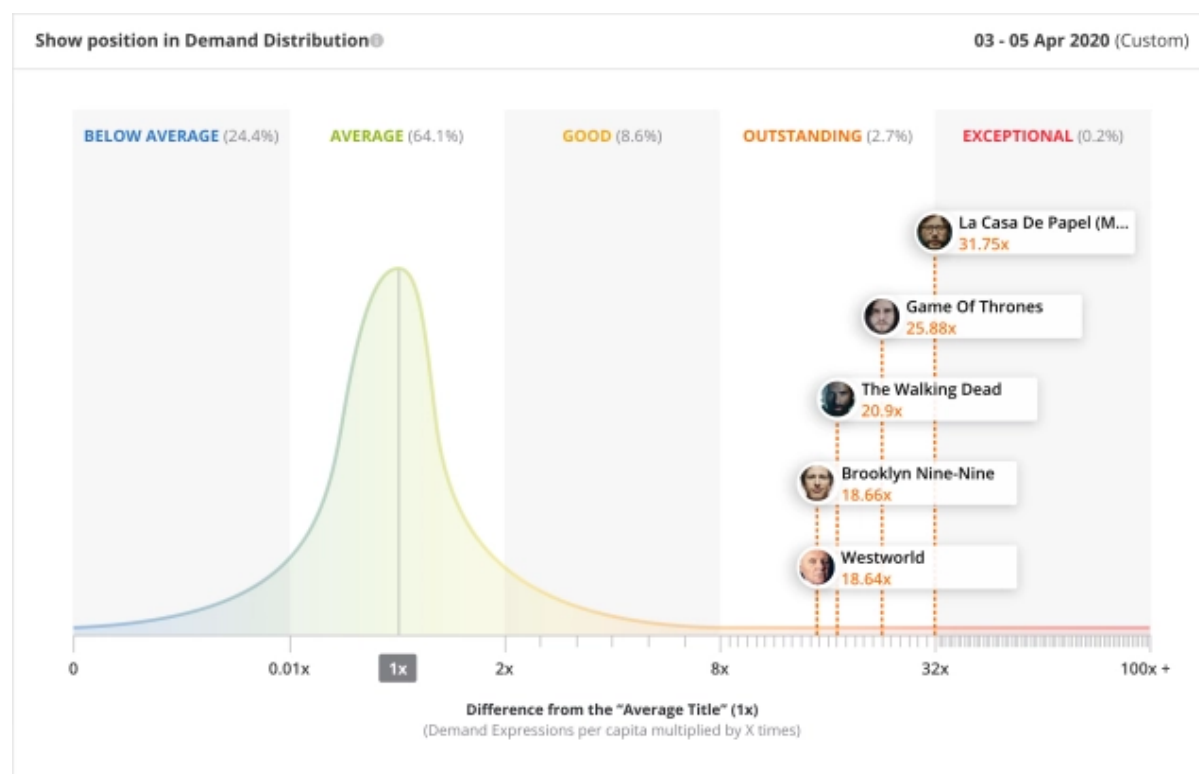 Show position in Demand Distribution
03 - 05 Apr 2020 (Custom)
BELOW AVERAGE (24.4%)
AVERAGE (64.1%)
GOOD (8.6%)
OUTSTANDING (2.7%)
EXCEPTIONAL (0.2%)
La Casa De Papel (M...
31.75x
Game Of Thrones
25.88x
The Walking Dead
20.9x
Brooklyn Nine-Nine
18.66x
Westworld
18.64x
0
0.01x
1x
2x
8x
32x
100x +
Difference from the “Average Title” (1x)
(Demand Expressions per capita multiplied by X times)